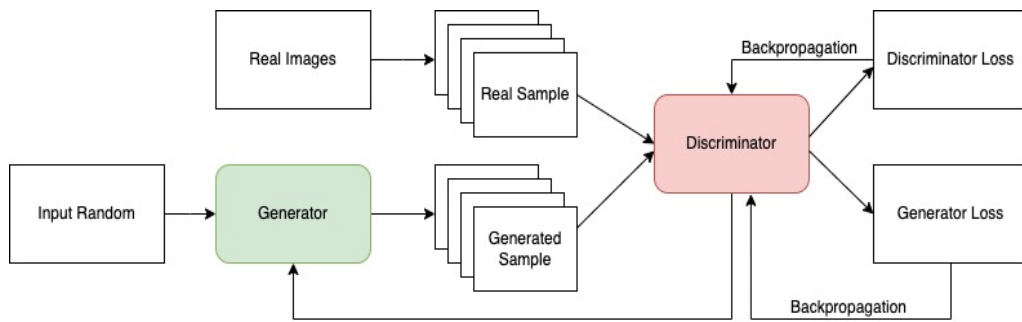 Real Images
Real Sample
Backpropagation
Discriminator Loss
Discriminator
Input Random
Generator
Generated
Sample
Generator Loss
Backpropagation